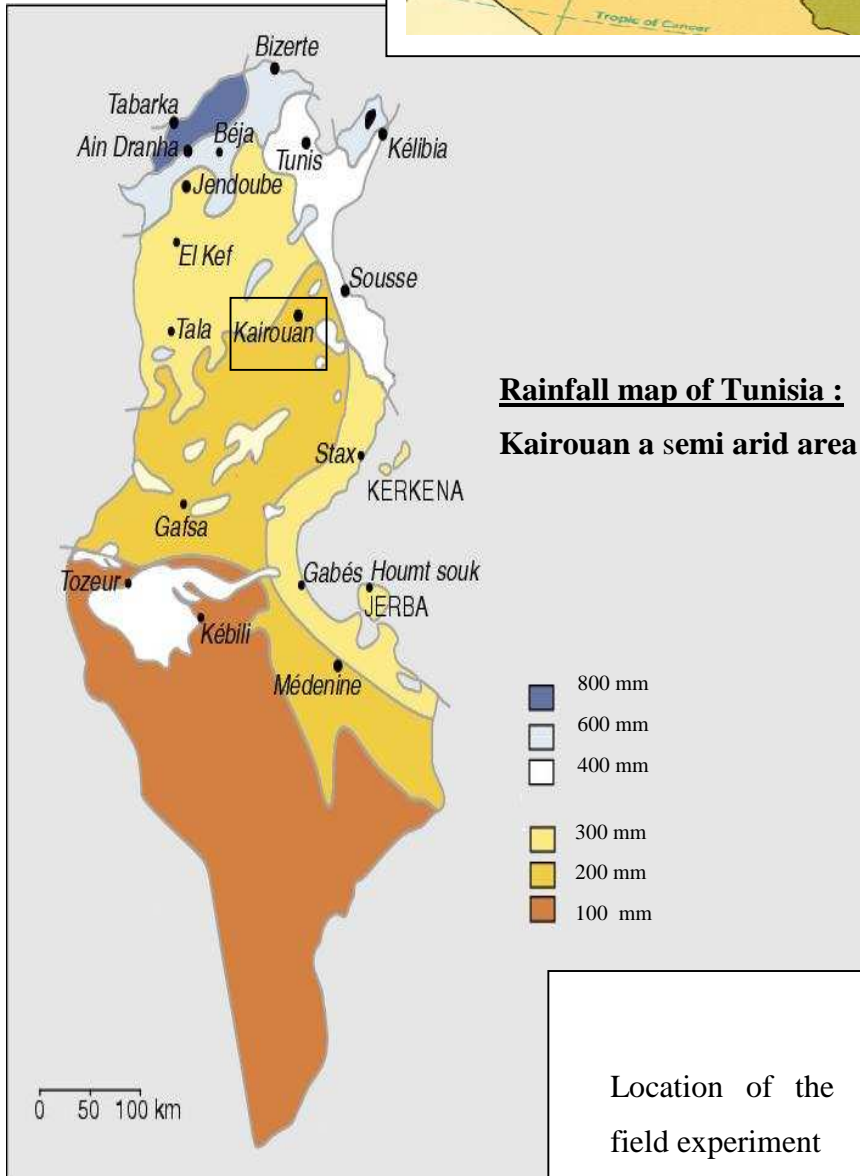 Tropic of Cancer
Bizerte
Tabarka
Ain Dranha
Béja
Tunis
Kélibia
Jendoube
El Kef
Sousse
Tala
Kairouan
Rainfall map of Tunisia :
Kairouan a semi arid area
Stax
KERKENA
Gafsa
Tozeur
Gabés
Houmt souk
JERBA
Kébili
Médenine
800 mm
600 mm
400 mm
300 mm
200 mm
100 mm
0 50 100 km
Location of the
field experiment